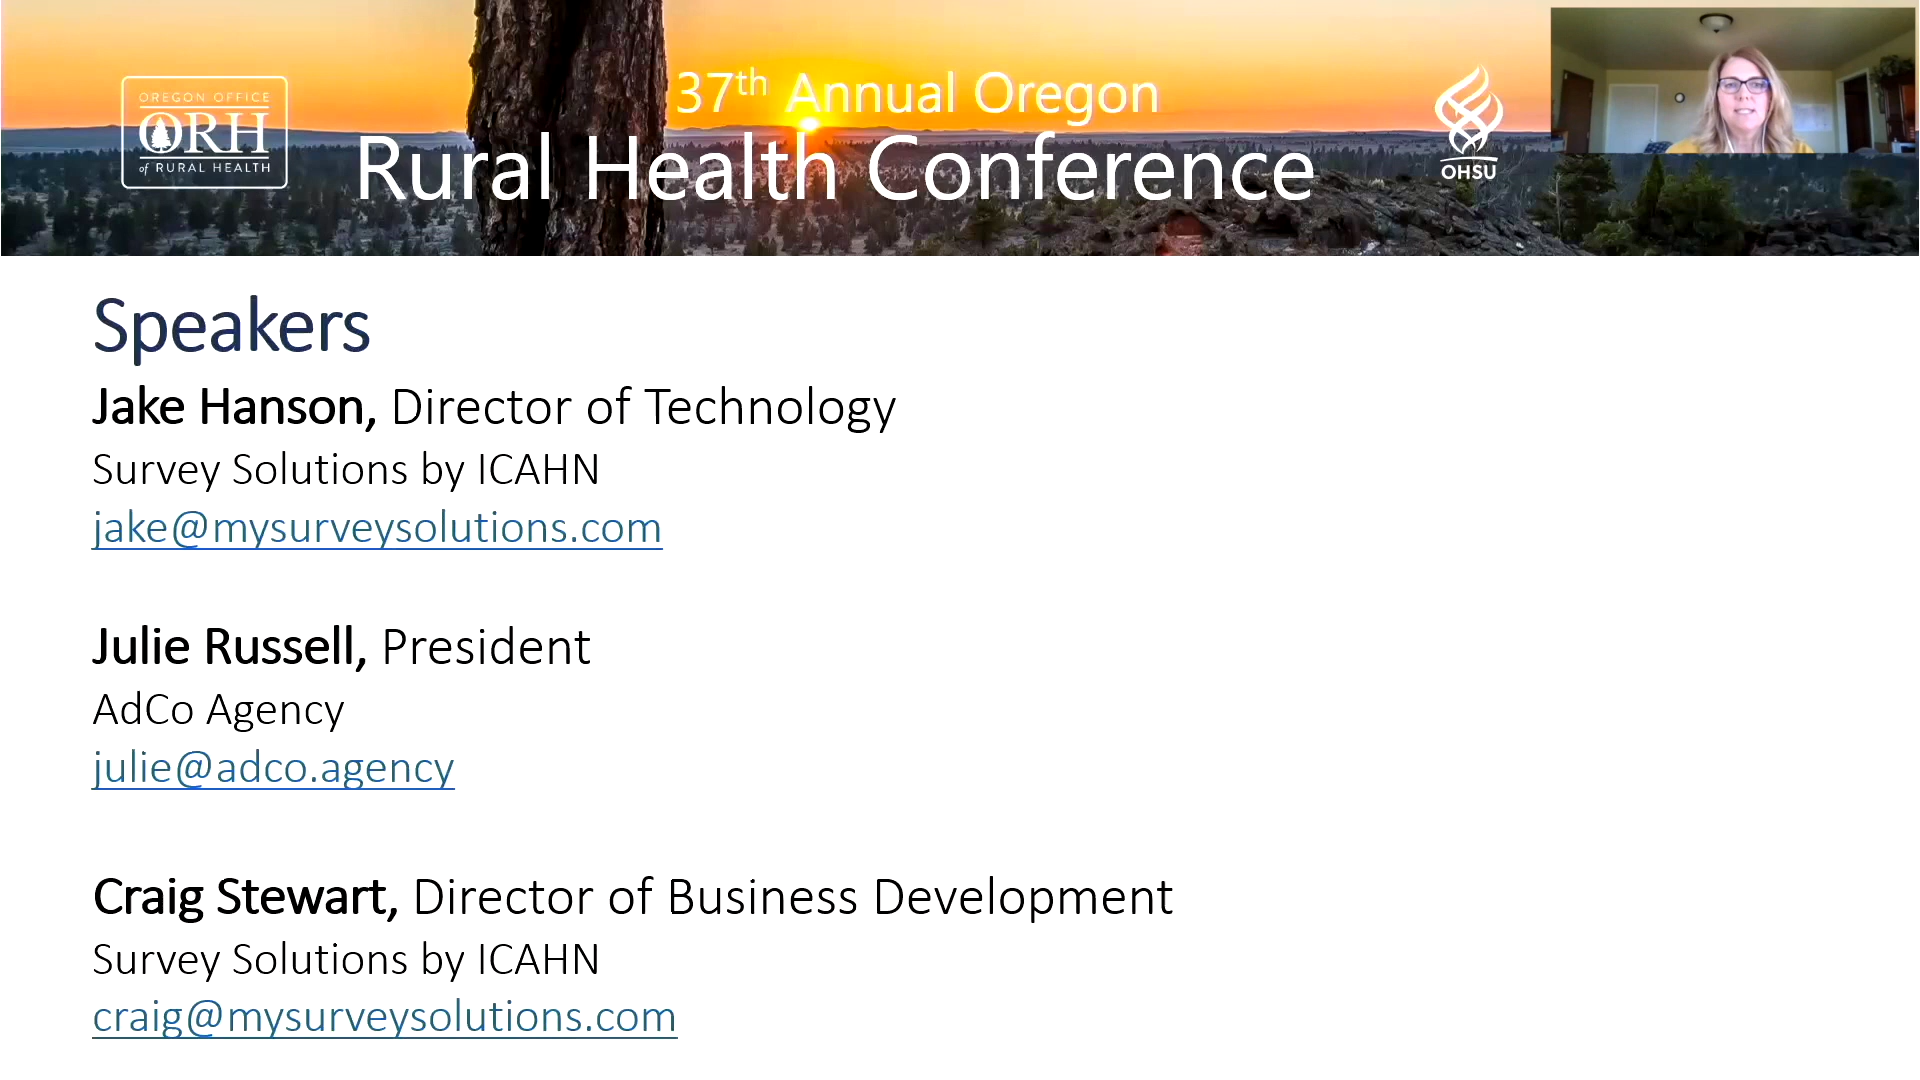 OREGON OFFICE
ORH
of RURAL HEALTH
37th Annual Oregon
Rural Health Conference
OHSU
Speakers
Jake Hanson, Director of Technology
Survey Solutions by ICAHN
jake@mysurveysolutions.com
Julie Russell, President
AdCo Agency
julie@adco.agency
Craig Stewart, Director of Business Development
Survey Solutions by ICAHN
craig@mysurveysolutions.com